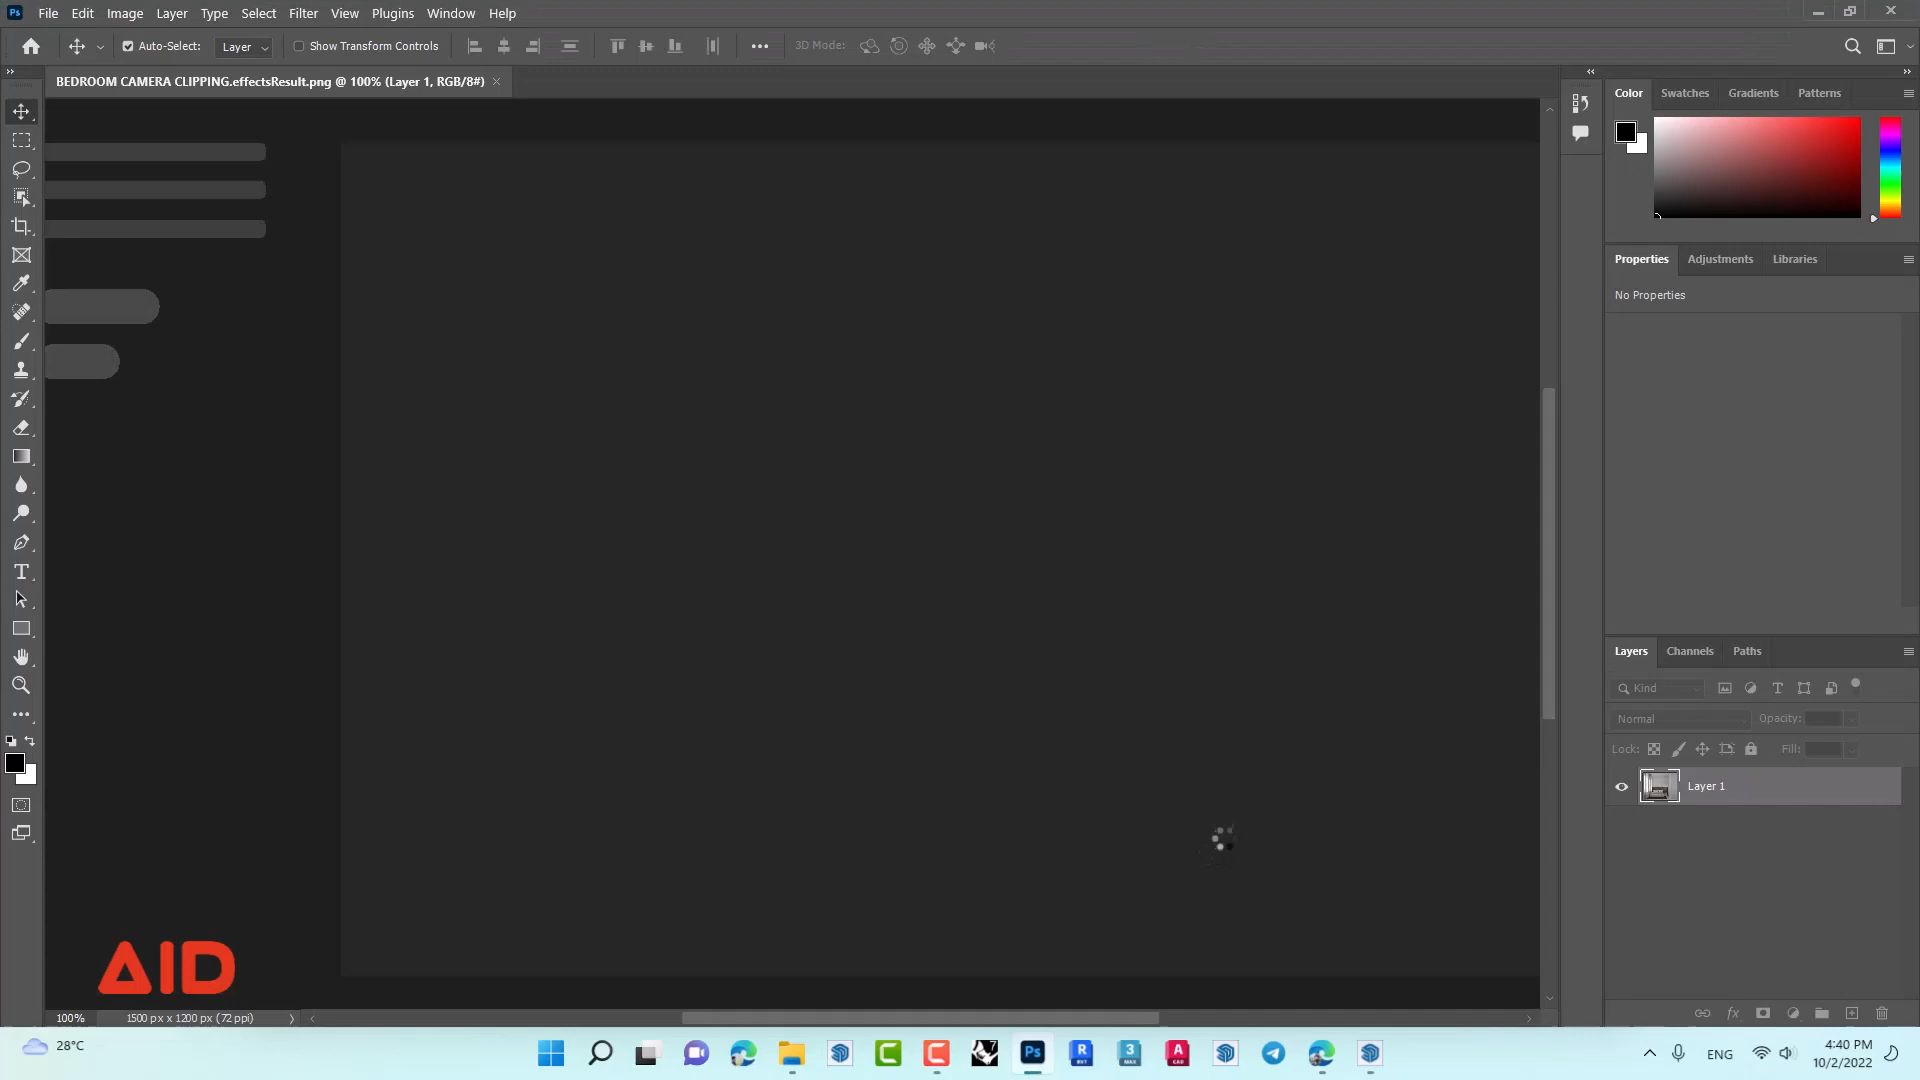 Ps File Edit Image Layer Type Select Filter View Plugins Window Help
Auto-Select: Layer Show Transform Controls 3D Mode:
BEDROOM CAMERA CLIPPING.effectsResult.png @ 100% (Layer 1, RGB/8#)
Color Swatches Gradients Patterns
Properties Adjustments Libraries
No Properties
Layers Channels Paths
Kind
Normal Opacity:
Lock: Fill:
Layer 1
AID
100% 1500 px x 1200 px (72 ppi)
28°C
Ps
ENG
4:40 PM
10/2/2022